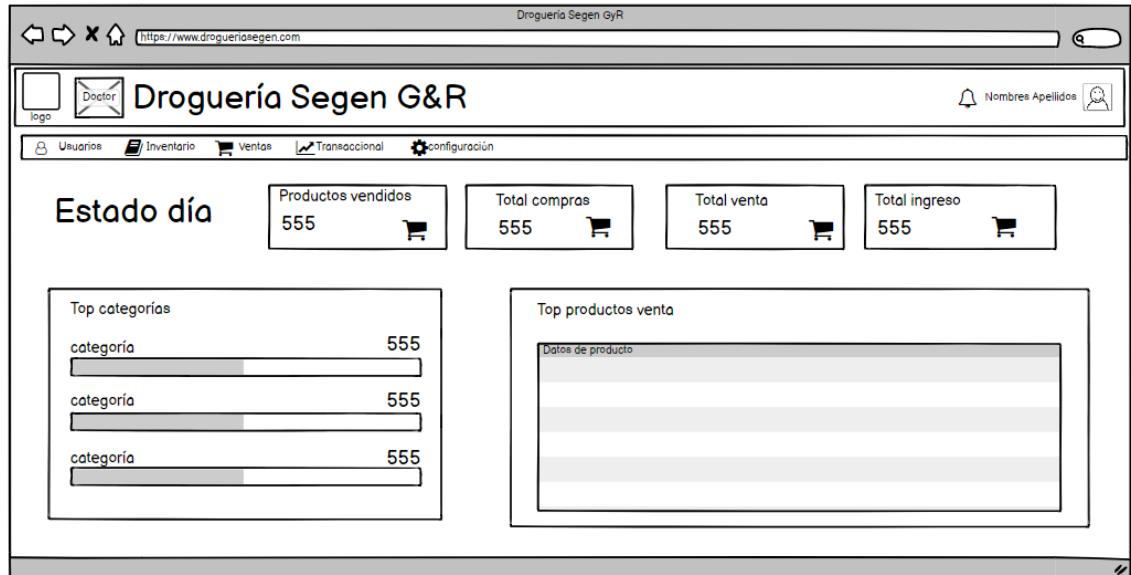 Droguería Segen GyR
https://www.drogueriasegen.com
logo
Doctor
Droguería Segen G&R
Nombres Apellidos
Usuarios Inventario Ventas Transaccional configuración
Estado día
Productos vendidos
555
Total compras
555
Total venta
555
Total ingreso
555
Top categorías
categoría 555
categoría 555
categoría 555
Top productos venta
Datos de producto